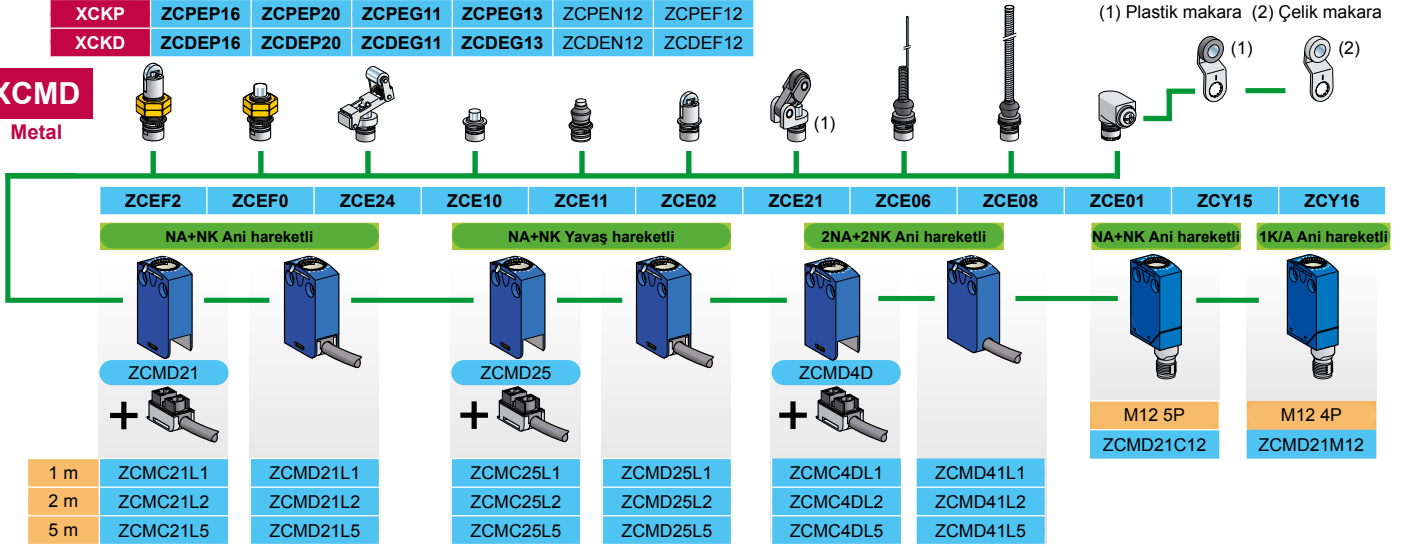 XCKP ZCPEP16 ZCPEP20 ZCPEG11 ZCPEG13 ZCPEN12 ZCPEF12
XCKD ZCDEP16 ZCDEP20 ZCDEG11 ZCDEG13 ZCDEN12 ZCDEF12
(1) Plastik makara (2) Çelik makara
(1) (2)
XCMD
Metal
(1)
ZCEF2 ZCEF0 ZCE24 ZCE10 ZCE11 ZCE02 ZCE21 ZCE06 ZCE08 ZCE01 ZCY15 ZCY16
NA+NK Ani hareketli NA+NK Yavaş hareketli 2NA+2NK Ani hareketli NA+NK Ani hareketli 1K/A Ani hareketli
ZCMD21 ZCMD25 ZCMD4D
+ + +
M12 5P M12 4P
ZCMD21C12 ZCMD21M12
1 m ZCMC21L1 ZCMD21L1 ZCMC25L1 ZCMD25L1 ZCMC4DL1 ZCMD41L1
2 m ZCMC21L2 ZCMD21L2 ZCMC25L2 ZCMD25L2 ZCMC4DL2 ZCMD41L2
5 m ZCMC21L5 ZCMD21L5 ZCMC25L5 ZCMD25L5 ZCMC4DL5 ZCMD41L5